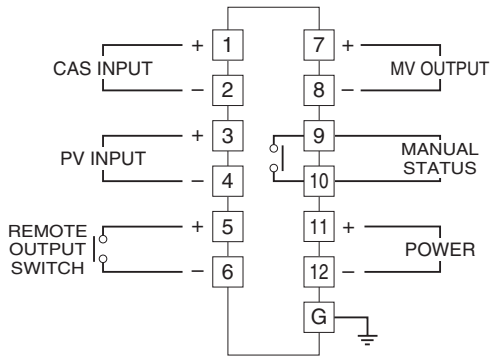 + 1 7 +
CAS INPUT MV OUTPUT
− 2 8 −
+ 3 9
PV INPUT MANUAL
STATUS
− 4 10
+ 5 11 +
REMOTE
OUTPUT POWER
SWITCH
− 6 12 −
G